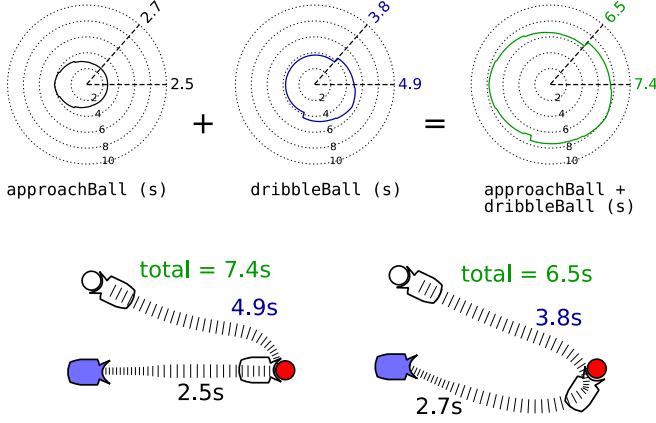 2.7
2.5
2
4
6
8
10
approachBall (s)
+
3.8
4.9
2
4
6
8
10
dribbleBall (s)
=
6.5
7.4
2
4
6
8
10
approachBall +
dribbleBall (s)
total = 7.4s
4.9s
2.5s
total = 6.5s
3.8s
2.7s